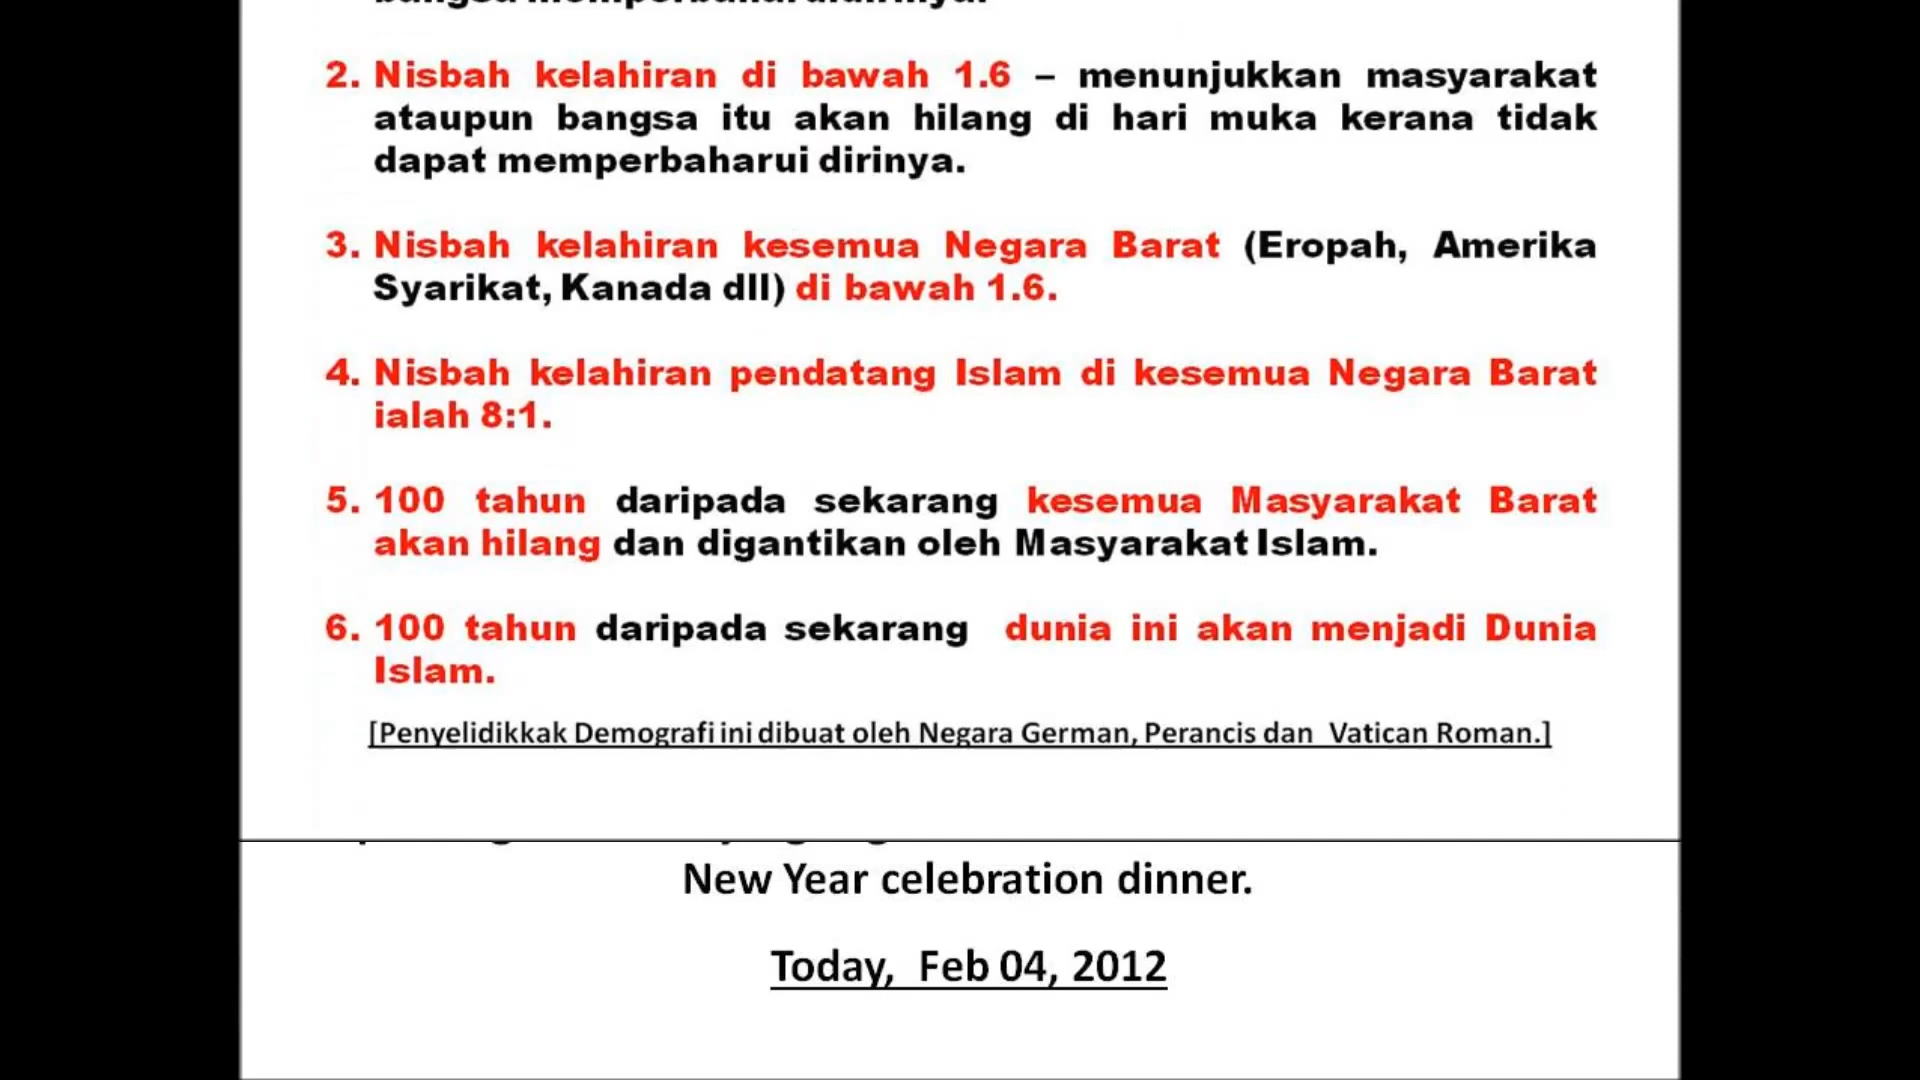 bangsa memperbaharui dirinya.
2. Nisbah kelahiran di bawah 1.6 – menunjukkan masyarakat
ataupun bangsa itu akan hilang di hari muka kerana tidak
dapat memperbaharui dirinya.
3. Nisbah kelahiran kesemua Negara Barat (Eropah, Amerika
Syarikat, Kanada dll) di bawah 1.6.
4. Nisbah kelahiran pendatang Islam di kesemua Negara Barat
ialah 8:1.
5. 100 tahun daripada sekarang kesemua Masyarakat Barat
akan hilang dan digantikan oleh Masyarakat Islam.
6. 100 tahun daripada sekarang dunia ini akan menjadi Dunia
Islam.
[Penyelidikkak Demografi ini dibuat oleh Negara German, Perancis dan Vatican Roman.]
New Year celebration dinner.
Today, Feb 04, 2012